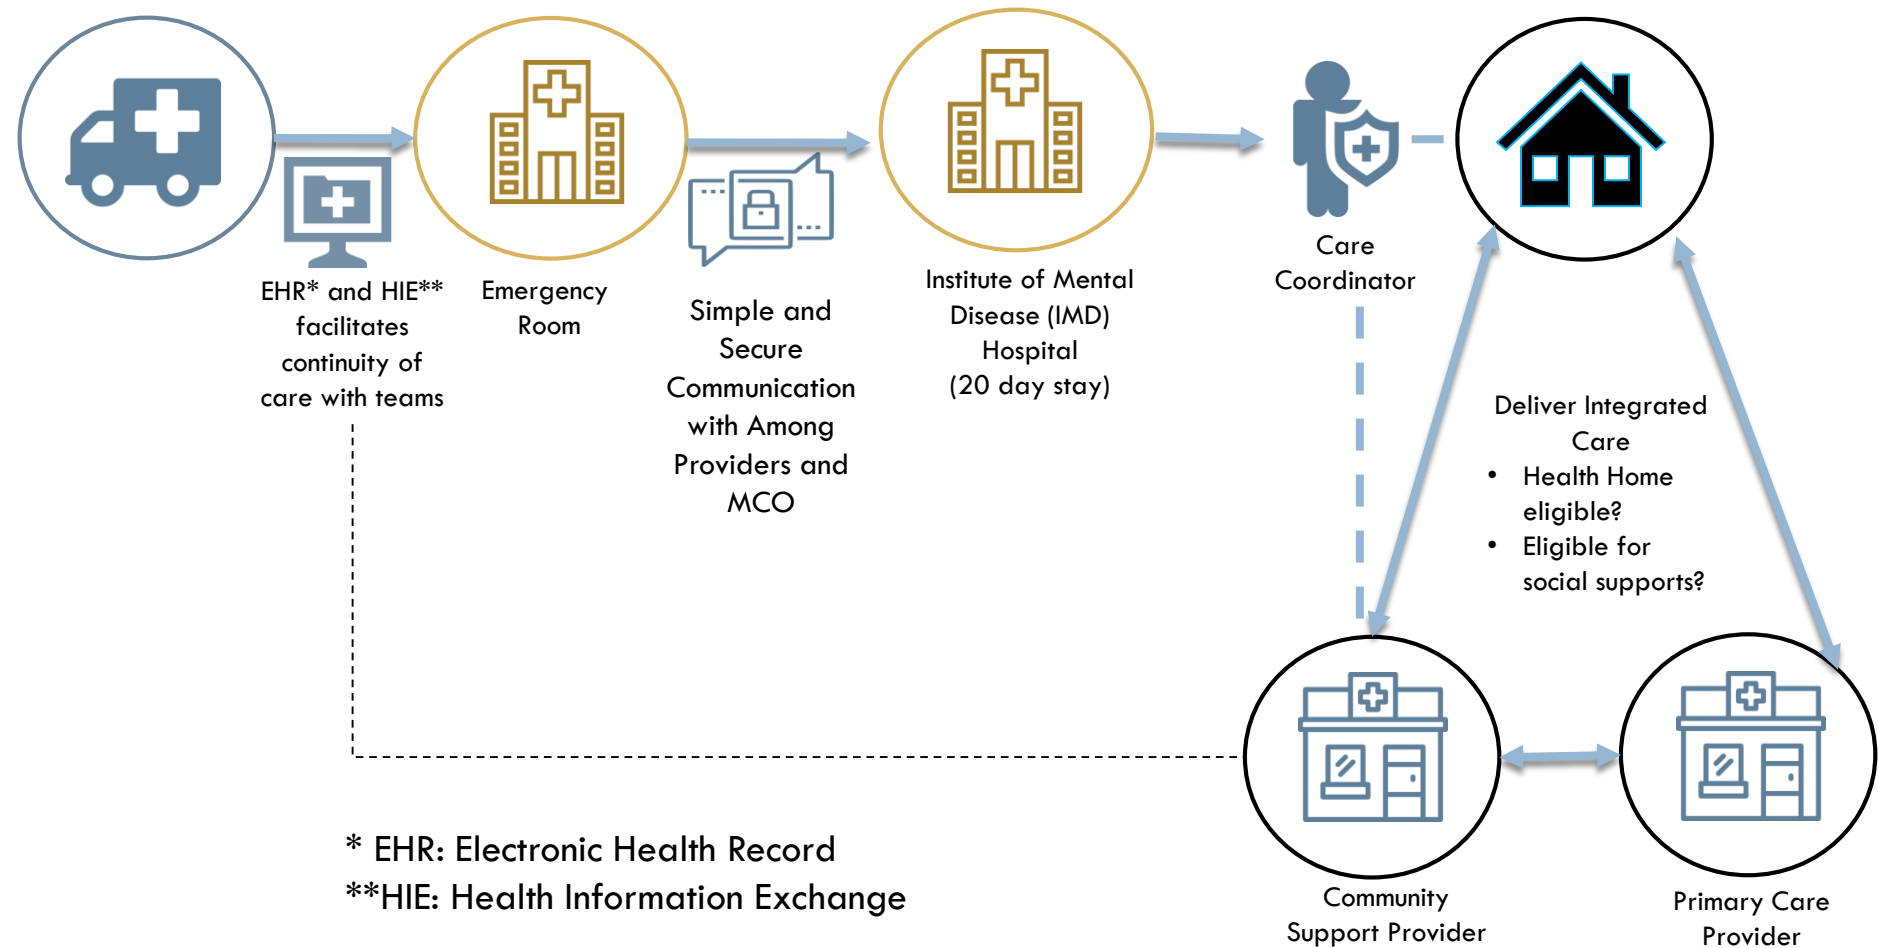 EHR* and HIE**
facilitates
continuity of
care with teams
Emergency
Room
Simple and
Secure
Communication
with Among
Providers and
MCO
Institute of Mental
Disease (IMD)
Hospital
(20 day stay)
Care
Coordinator
Deliver Integrated
Care
• Health Home
eligible?
• Eligible for
social supports?
Community
Support Provider
Primary Care
Provider
* EHR: Electronic Health Record
**HIE: Health Information Exchange